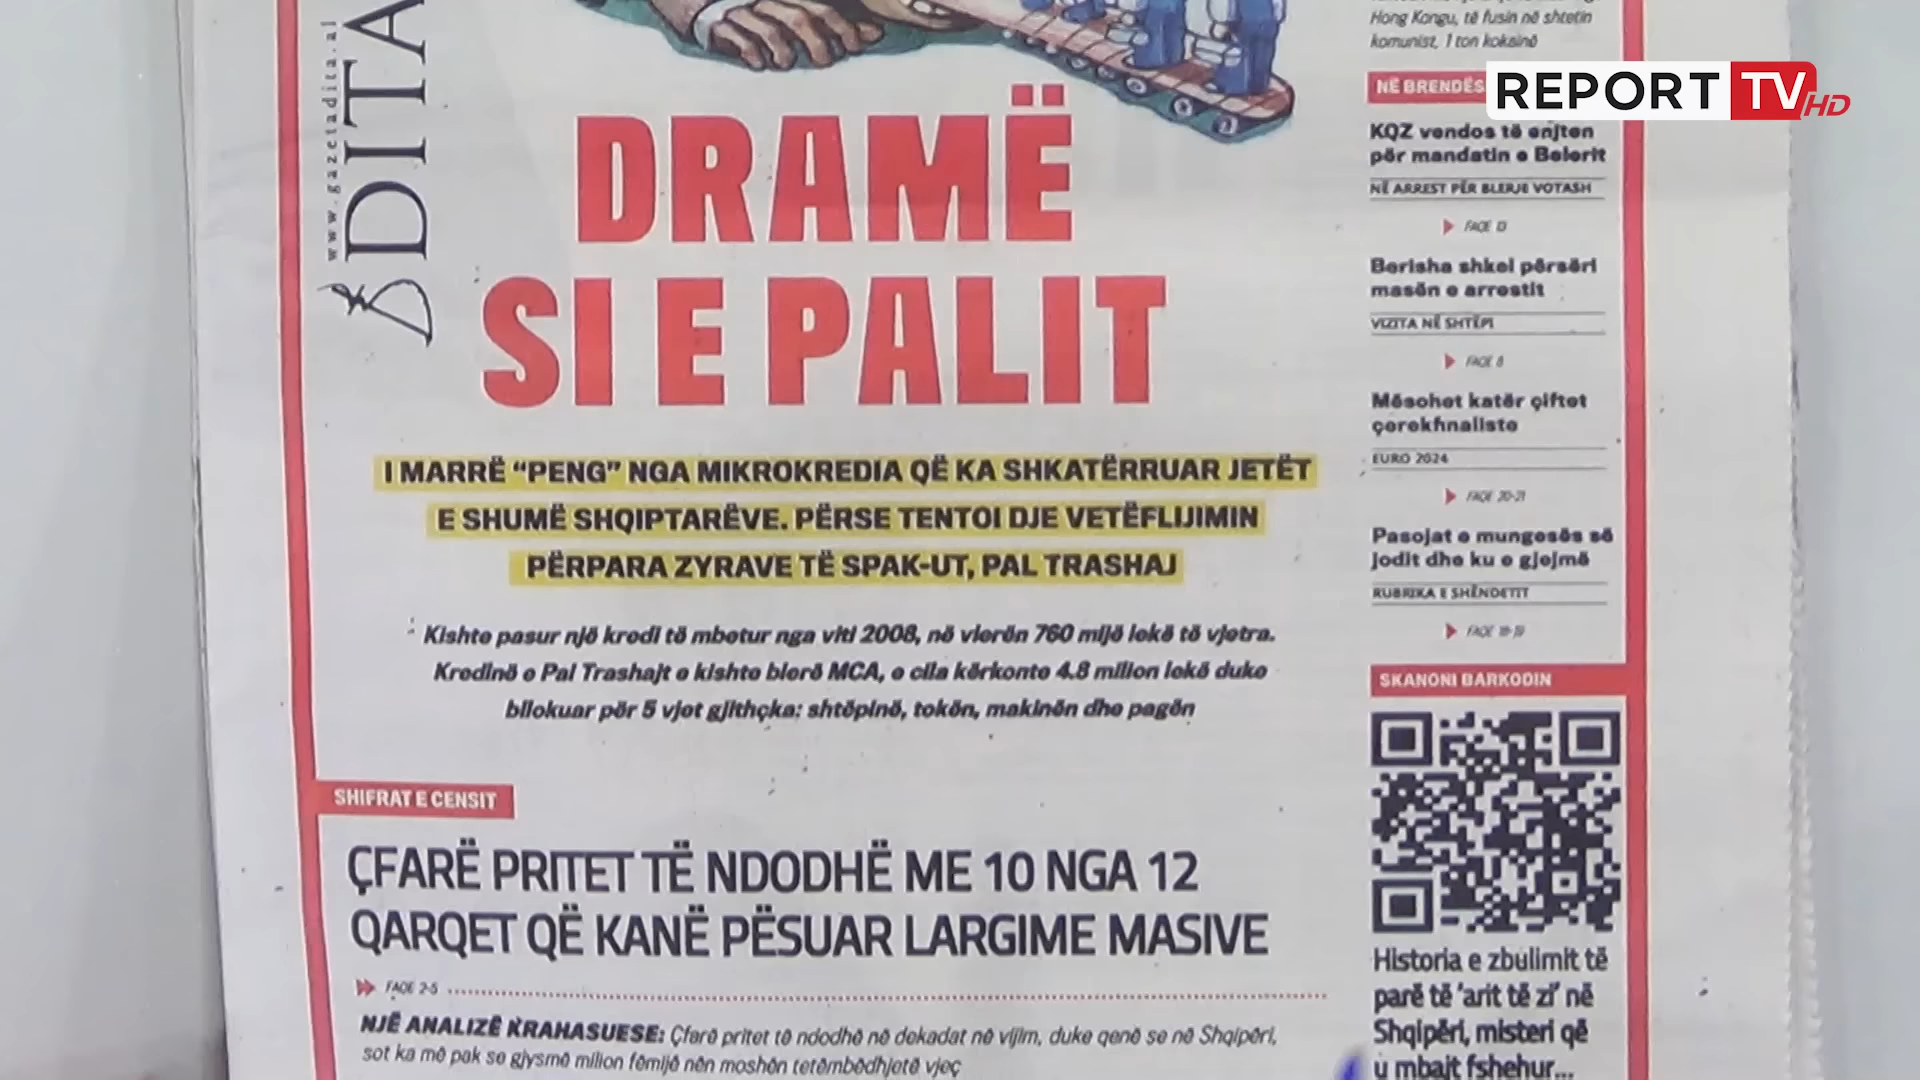 www.gazetadita.al
DITA
DRAMË
SI E PALIT
I MARRË “PENG” NGA MIKROKREDIA QË KA SHKATËRRUAR JETËT
E SHUMË SHQIPTARËVE. PËRSE TENTOI DJE VETËFLIJIMIN
PËRPARA ZYRAVE TË SPAK-UT, PAL TRASHAJ
Kishte pasur një kredi të mbetur nga viti 2008, në vlerën 760 mijë lekë të vjetra.
Kredinë e Pal Trashajt e kishte blerë MCA, e cila kërkonte 4.8 milion lekë duke
bllokuar për 5 vjet gjithçka: shtëpinë, tokën, makinën dhe pagën
SHIFRAT E CENSIT
ÇFARË PRITET TË NDODHË ME 10 NGA 12
QARQET QË KANË PËSUAR LARGIME MASIVE
FAQE 2-5
NJË ANALIZË KRAHASUESE: Çfarë pritet të ndodhë në dekadat në vijim, duke qenë se në Shqipëri,
sot ka më pak se gjysmë milion fëmijë nën moshën tetëmbëdhjetë vjeç
Hong Kongu, të fusin në shtetin
komunist, 1 ton kokainë
NË BRENDËSI
REPORT TV HD
KQZ vendos të enjten
për mandatin e Belerit
NË ARREST PËR BLERJE VOTASH
FAQE 13
Berisha shkel përsëri
masën e arrestit
VIZITA NË SHTËPI
FAQE 8
Mësohet katër çiftet
çerekfinaliste
EURO 2024
FAQE 20-21
Pasojat e mungesës së
jodit dhe ku e gjejmë
RUBRIKA E SHËNDETIT
FAQE 18-19
SKANONI BARKODIN
Historia e zbulimit të
parë të ‘arit të zi’ në
Shqipëri, misteri që
u mbajt fshehur...